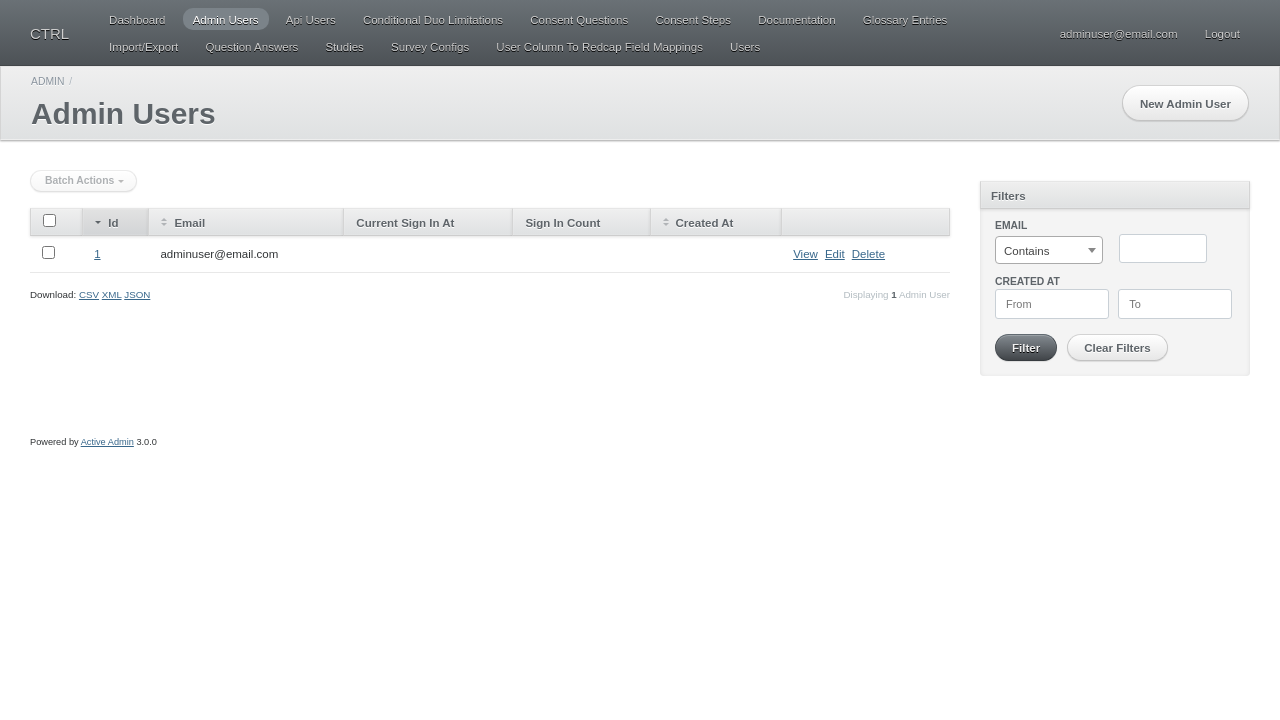 CTRL
Dashboard Admin Users Api Users Conditional Duo Limitations Consent Questions Consent Steps Documentation Glossary Entries
Import/Export Question Answers Studies Survey Configs User Column To Redcap Field Mappings Users
adminuser@email.com Logout
ADMIN /
Admin Users
New Admin User
Batch Actions
Id Email Current Sign In At Sign In Count Created At
1 adminuser@email.com View Edit Delete
Download: CSV XML JSON
Displaying 1 Admin User
Filters
EMAIL
Contains
CREATED AT
From To
Filter Clear Filters
Powered by Active Admin 3.0.0